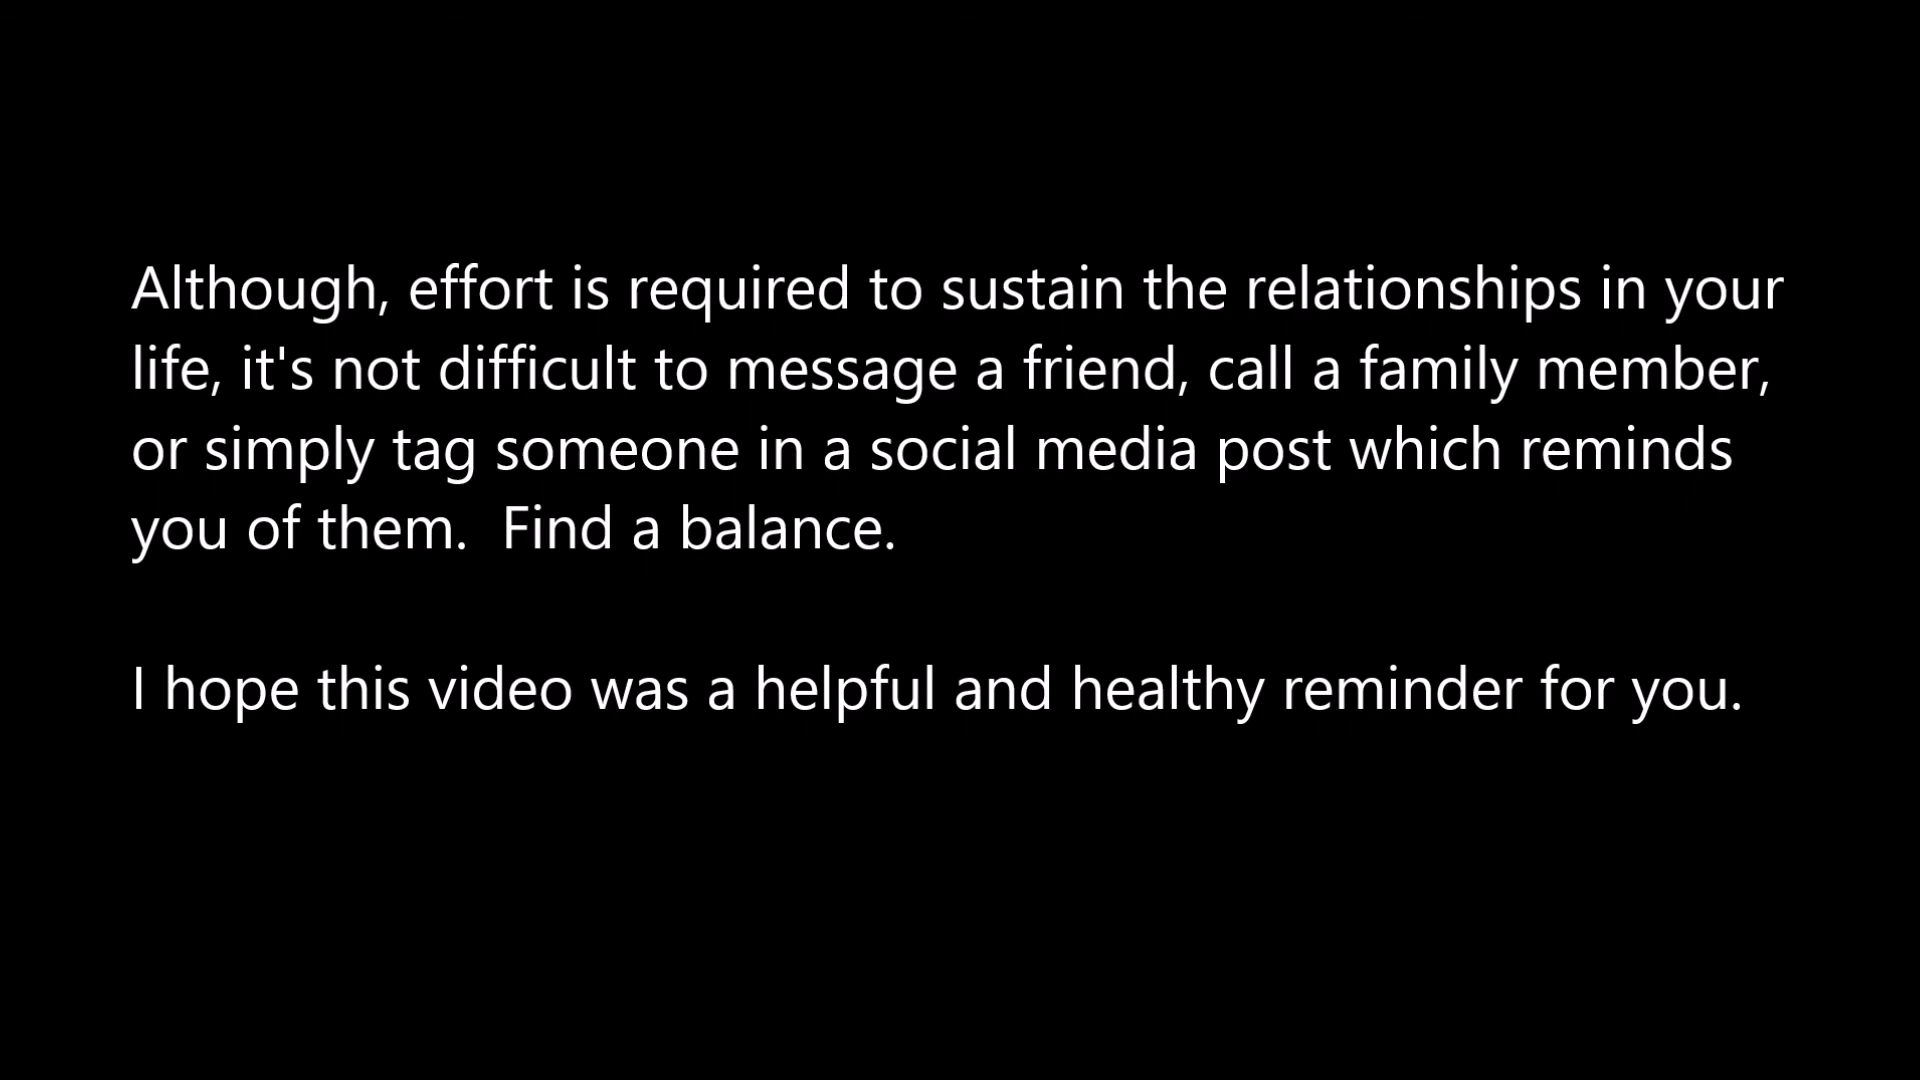 Although, effort is required to sustain the relationships in your
life, it's not difficult to message a friend, call a family member,
or simply tag someone in a social media post which reminds
you of them.  Find a balance.
I hope this video was a helpful and healthy reminder for you.